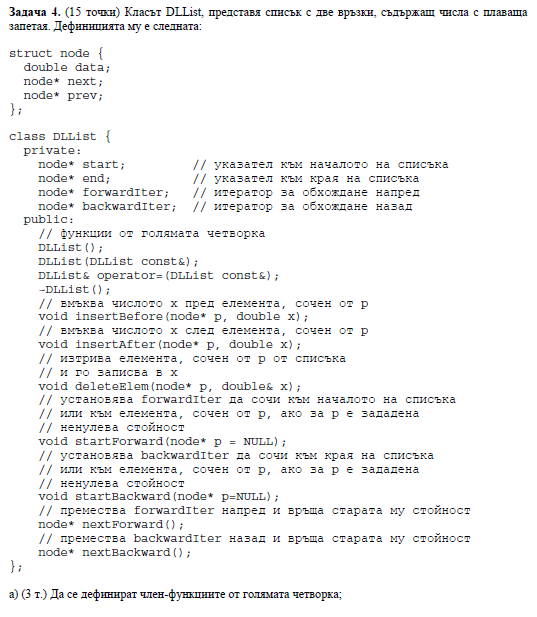 Задача 4. (15 точки) Класът DLList, представя списък с две връзки, съдържащ числа с плаваща
запетая. Дефиницията му е следната:
struct node {
  double data;
  node* next;
  node* prev;
};
class DLList {
  private:
    node* start;         // указател към началото на списъка
    node* end;           // указател към края на списъка
    node* forwardIter;   // итератор за обхождане напред
    node* backwardIter;  // итератор за обхождане назад
  public:
    // функции от голямата четворка
    DLList();
    DLList(DLList const&);
    DLList& operator=(DLList const&);
    ~DLList();
    // вмъква числото x пред елемента, сочен от p
    void insertBefore(node* p, double x);
    // вмъква числото x след елемента, сочен от p
    void insertAfter(node* p, double x);
    // изтрива елемента, сочен от p от списъка
    // и го записва в x
    void deleteElem(node* p, double& x);
    // установява forwardIter да сочи към началото на списъка
    // или към елемента, сочен от p, ако за p е зададена
    // ненулева стойност
    void startForward(node* p = NULL);
    // установява backwardIter да сочи към края на списъка
    // или към елемента, сочен от p, ако за p е зададена
    // ненулева стойност
    void startBackward(node* p=NULL);
    // премества forwardIter напред и връща старата му стойност
    node* nextForward();
    // премества backwardIter назад и връща старата му стойност
    node* nextBackward();
};
а) (3 т.) Да се дефинират член-функциите от голямата четворка;